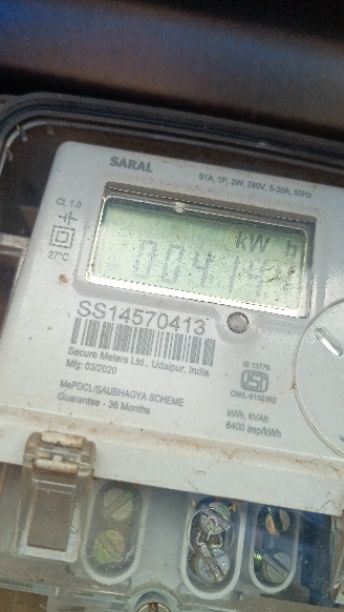 SARAL
S1A, 1P, 2W, 240V, 5-30A, 50Hz
CL 1.0
27°C
kW h
SS14570413
Secure Meters Ltd., Udaipur, India
Mfg: 03/2020
MePDCL/SAUBHAGYA SCHEME
Guarantee - 36 Months
IS 13779
kWh, kVAh
6400 imp/kWh